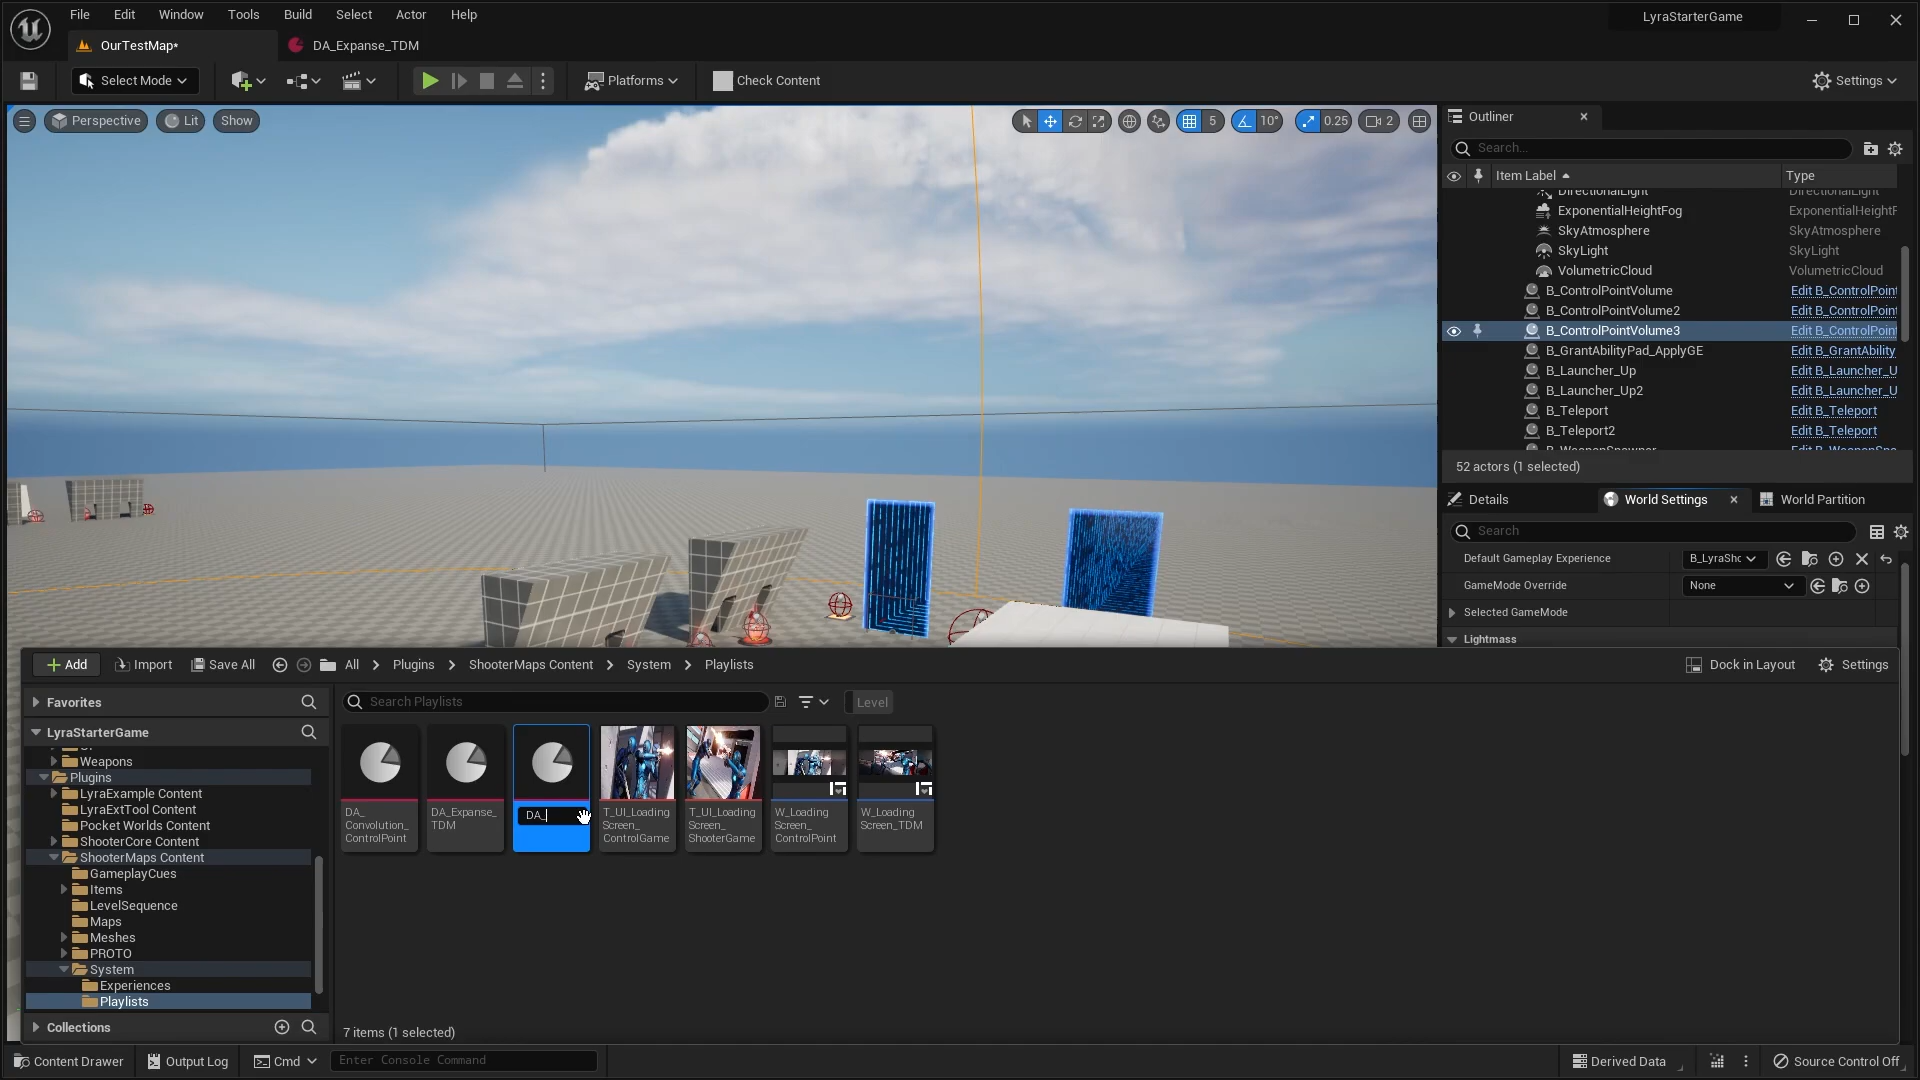 File Edit View Window Tools Build Select Actor Help
LyraStarterGame
OurTestMap*
DA_Expanse_TDM
Select Mode
Platforms
Check Content
Settings
Perspective
Lit
Show
5
10°
0.25
2
Outliner
Search...
Item Label
Type
DirectionalLight DirectionalLight
ExponentialHeightFog ExponentialHeightF
SkyAtmosphere SkyAtmosphere
SkyLight SkyLight
VolumetricCloud VolumetricCloud
B_ControlPointVolume Edit B_ControlPoint
B_ControlPointVolume2 Edit B_ControlPoint
B_ControlPointVolume3 Edit B_ControlPoint
B_GrantAbilityPad_ApplyGE Edit B_GrantAbility
B_Launcher_Up Edit B_Launcher_U
B_Launcher_Up2 Edit B_Launcher_U
B_Teleport Edit B_Teleport
B_Teleport2 Edit B_Teleport
52 actors (1 selected)
Details
World Settings
World Partition
Search
Default Gameplay Experience
B_LyraSho
GameMode Override
None
Selected GameMode
Lightmass
Add
Import
Save All
All > Plugins > ShooterMaps Content > System > Playlists
Dock in Layout
Settings
Favorites
Search Playlists
Level
LyraStarterGame
Weapons
Plugins
LyraExample Content
LyraExtTool Content
Pocket Worlds Content
ShooterCore Content
ShooterMaps Content
GameplayCues
Items
LevelSequence
Maps
Meshes
PROTO
System
Experiences
Playlists
Collections
DA_
Convolution_
ControlPoint
DA_Expanse_
TDM
DA_
T_UI_Loading
Screen_
ControlGame
T_UI_Loading
Screen_
ShooterGame
W_Loading
Screen_
ControlPoint
W_Loading
Screen_TDM
7 items (1 selected)
Content Drawer
Output Log
Cmd
Enter Console Command
Derived Data
Source Control Off